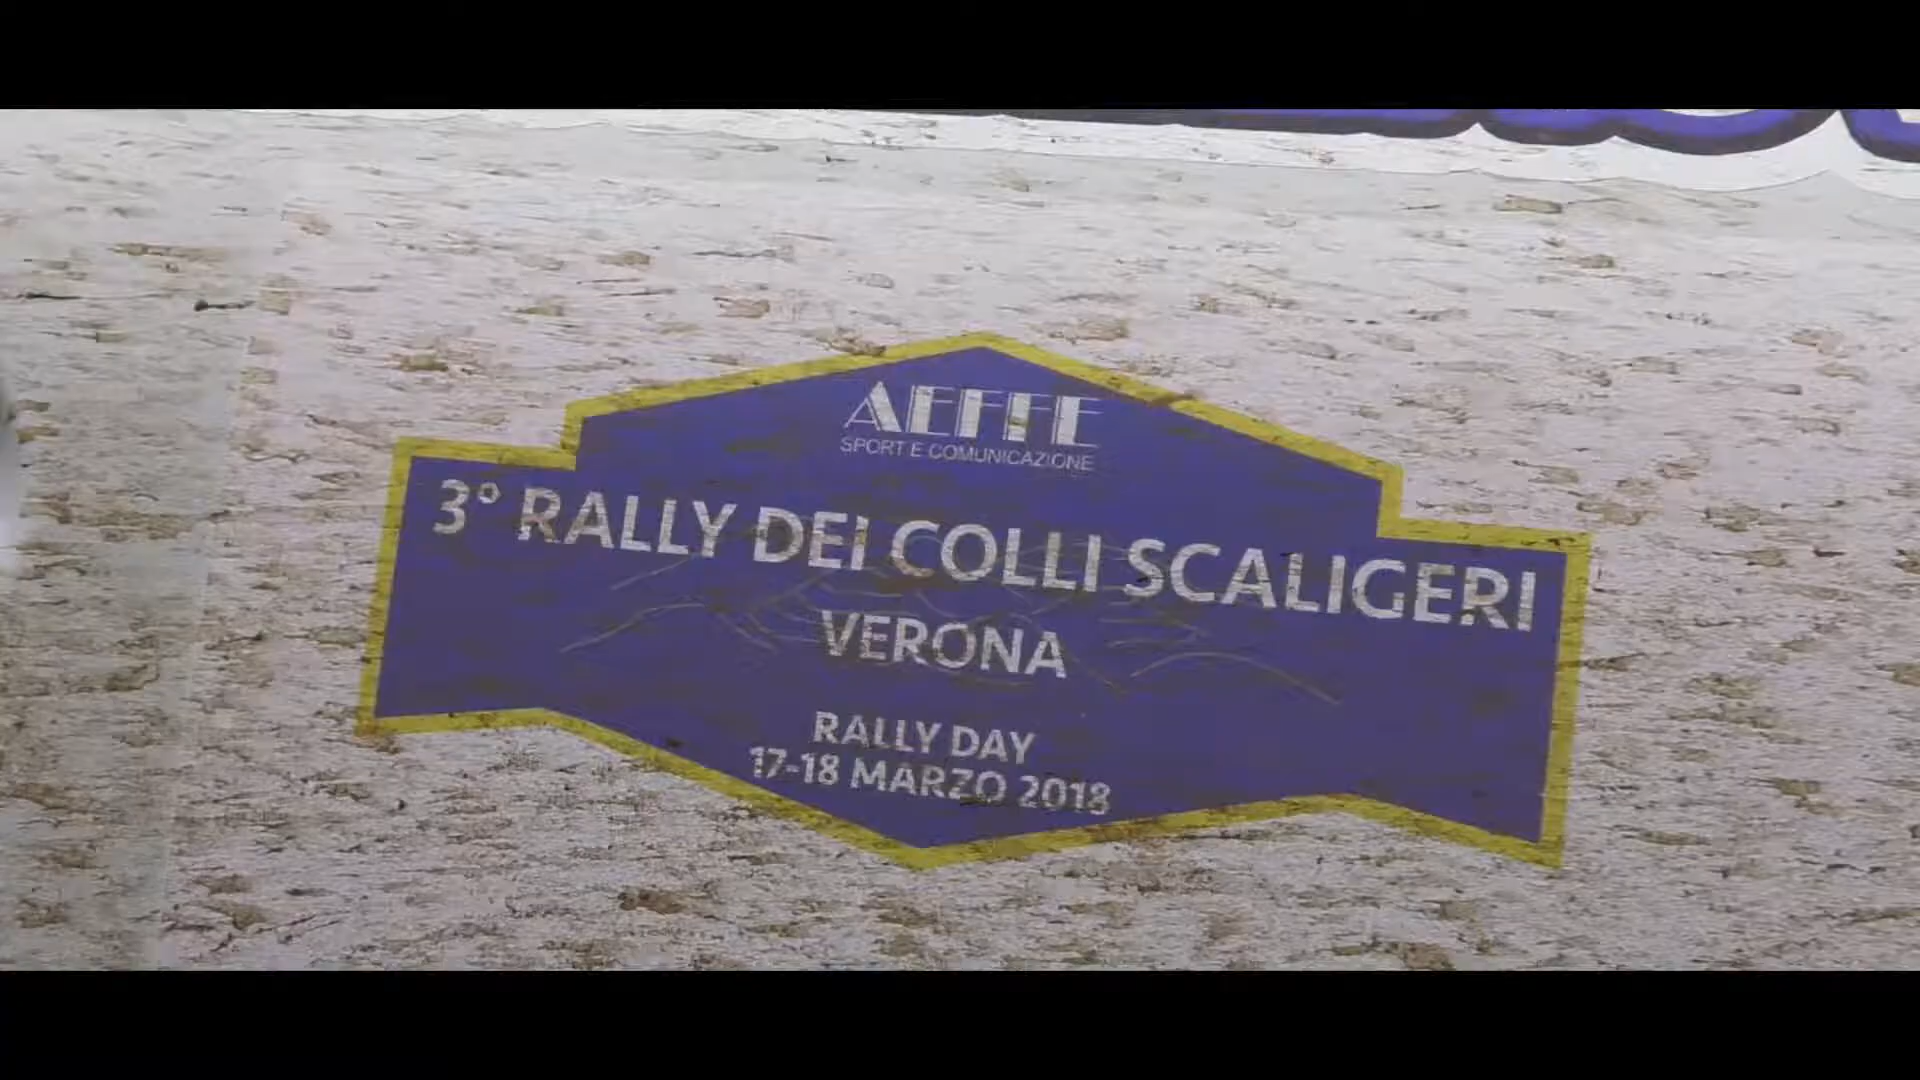 AEFFE
SPORT E COMUNICAZIONE
3° RALLY DEI COLLI SCALIGERI
VERONA
RALLY DAY
17-18 MARZO 2018